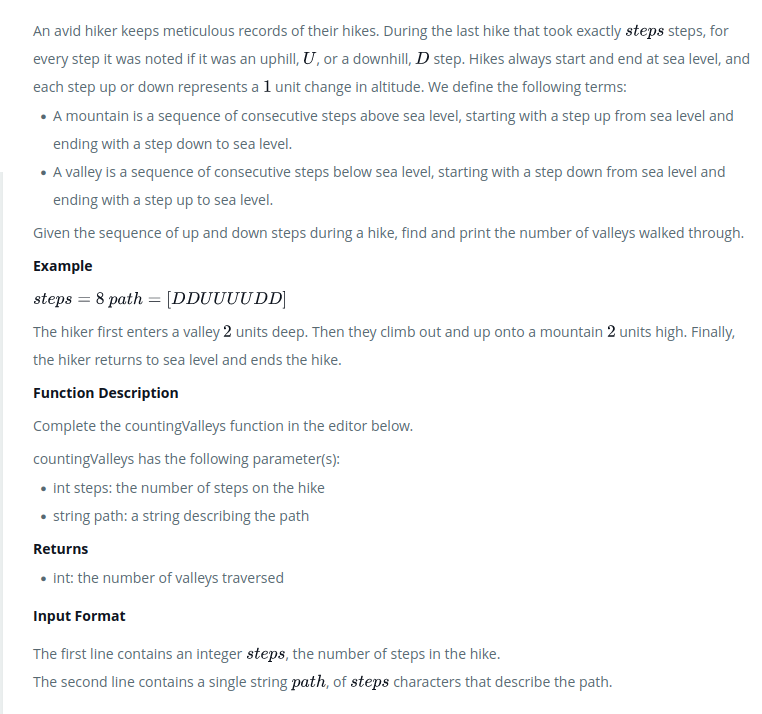 An avid hiker keeps meticulous records of their hikes. During the last hike that took exactly steps steps, for
every step it was noted if it was an uphill, U, or a downhill, D step. Hikes always start and end at sea level, and
each step up or down represents a 1 unit change in altitude. We define the following terms:
• A mountain is a sequence of consecutive steps above sea level, starting with a step up from sea level and
ending with a step down to sea level.
• A valley is a sequence of consecutive steps below sea level, starting with a step down from sea level and
ending with a step up to sea level.
Given the sequence of up and down steps during a hike, find and print the number of valleys walked through.
Example
steps = 8 path = [DDUUUUDD]
The hiker first enters a valley 2 units deep. Then they climb out and up onto a mountain 2 units high. Finally,
the hiker returns to sea level and ends the hike.
Function Description
Complete the countingValleys function in the editor below.
countingValleys has the following parameter(s):
• int steps: the number of steps on the hike
• string path: a string describing the path
Returns
• int: the number of valleys traversed
Input Format
The first line contains an integer steps, the number of steps in the hike.
The second line contains a single string path, of steps characters that describe the path.